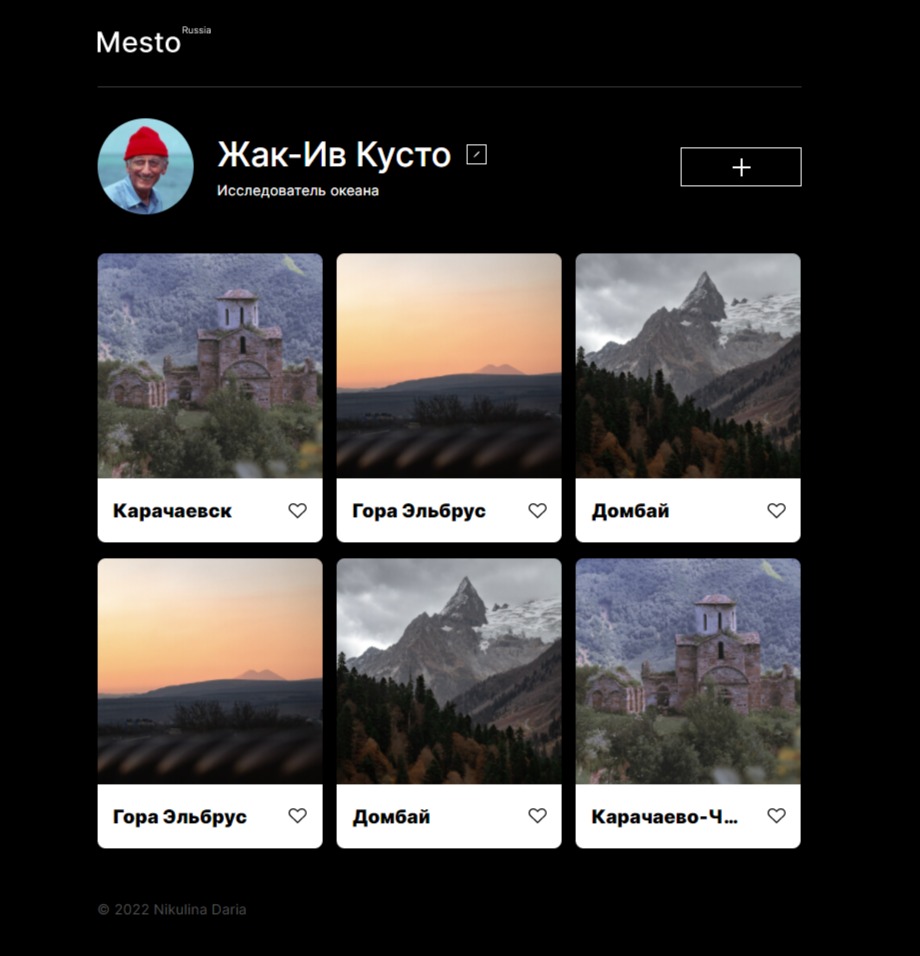 Mesto Russia
Жак-Ив Кусто
Исследователь океана
Карачаевск
Гора Эльбрус
Домбай
Гора Эльбрус
Домбай
Карачаево-Ч...
© 2022 Nikulina Daria